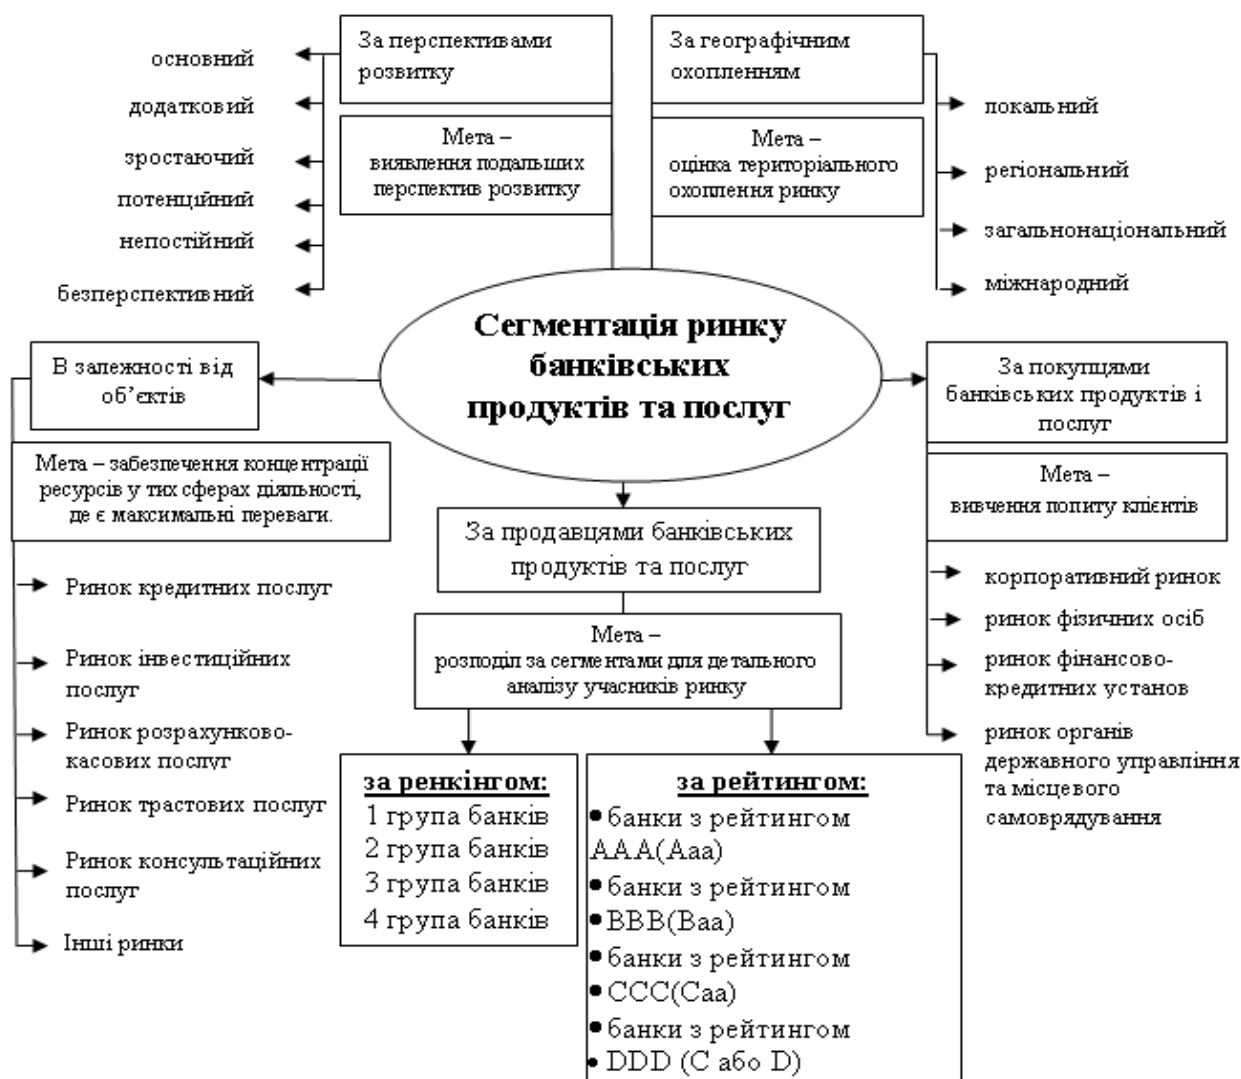 За перспективами
розвитку
Мета –
виявлення подальших
перспектив розвитку
основний
додатковий
зростаючий
потенційний
непостійний
безперспективний
За географічним
охопленням
Мета –
оцінка територіального
охоплення ринку
покальний
регіональний
загальнонаціональний
міжнародний
Сегментація ринку
банківських
продуктів та послуг
В залежності від
об’єктів
Мета – забезпечення концентрації
ресурсів у тих сферах діяльності,
де є максимальні переваги.
Ринок кредитних послуг
Ринок інвестиційних
послуг
Ринок розрахунково-
касових послуг
Ринок трастових послуг
Ринок консультаційних
послуг
Інші ринки
За покупцями
банківських продуктів і
послуг
Мета –
вивчення попиту клієнтів
корпоративний ринок
ринок фізичних осіб
ринок фінансово-
кредитних установ
ринок органів
державного управління
та місцевого
самоврядування
За продавцями банківських
продуктів та послуг
Мета –
розподіл за сегментами для детального
аналізу учасників ринку
за ренкінгом:
1 група банків
2 група банків
3 група банків
4 група банків
за рейтингом:
• банки з рейтингом
ААА(Ааа)
• банки з рейтингом
• ВВВ(Ваа)
• банки з рейтингом
• ССС(Саа)
• банки з рейтингом
• DDD (С або D)